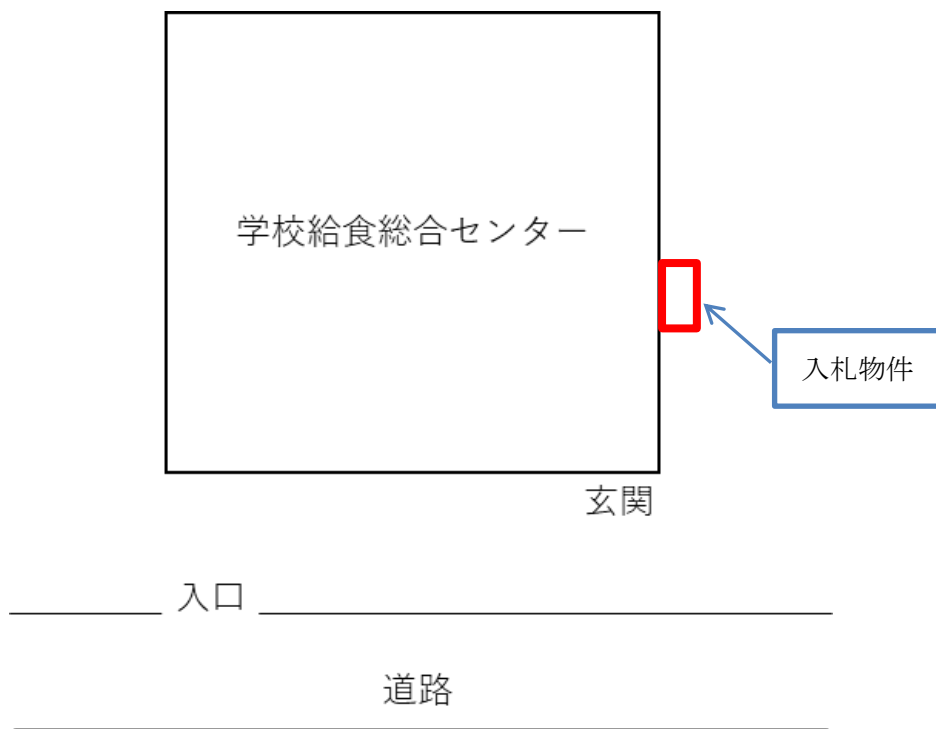 学校給食総合センター
入札物件
玄関
入口
道路